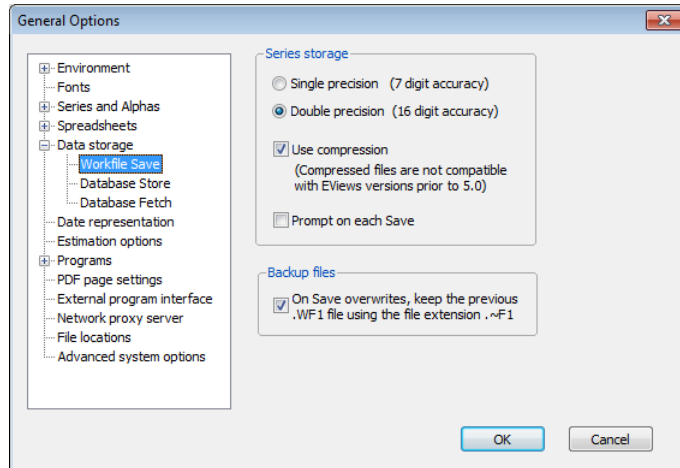 General Options
Environment
Fonts
Series and Alphas
Spreadsheets
Data storage
Workfile Save
Database Store
Database Fetch
Date representation
Estimation options
Programs
PDF page settings
External program interface
Network proxy server
File locations
Advanced system options
Series storage
Single precision (7 digit accuracy)
Double precision (16 digit accuracy)
Use compression
(Compressed files are not compatible
with EViews versions prior to 5.0)
Prompt on each Save
Backup files
On Save overwrites, keep the previous
.WF1 file using the file extension .~F1
OK
Cancel